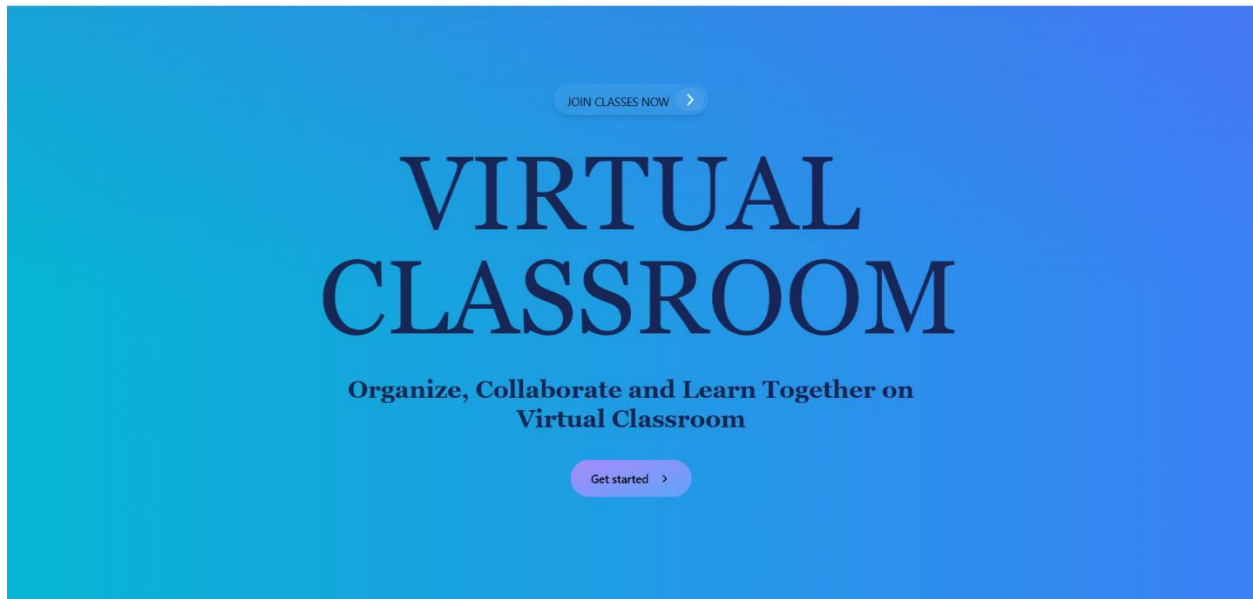 JOIN CLASSES NOW
VIRTUAL
CLASSROOM
Organize, Collaborate and Learn Together on
Virtual Classroom
Get started